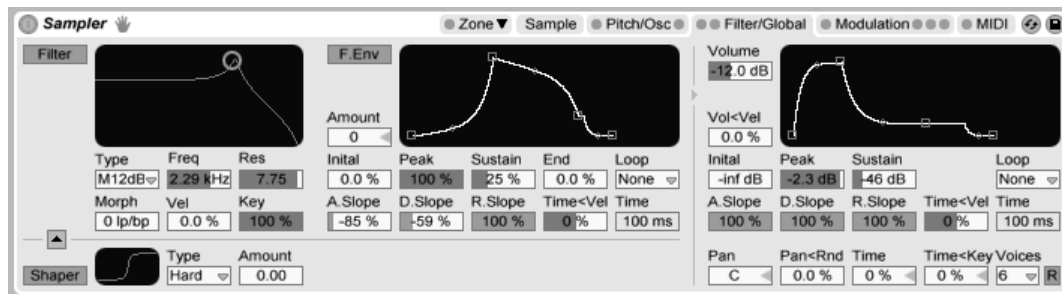 Sampler Zone Sample Pitch/Osc Filter/Global Modulation MIDI
Filter F.Env Volume
-12.0 dB
Amount Vol<Vel
0 0.0 %
Type Freq Res Inital Peak Sustain End Loop Inital Peak Sustain Loop
M12dB 2.29 kHz 7.75 0.0 % 100 % 25 % 0.0 % None -inf dB -2.3 dB -46 dB None
Morph Vel Key A.Slope D.Slope R.Slope Time<Vel Time A.Slope D.Slope R.Slope Time<Vel Time
0 lp/bp 0.0 % 100 % -85 % -59 % 100 % 0 % 100 ms 100 % 100 % 100 % 0 % 100 ms
Type Amount Pan Pan<Rnd Time Time<Key Voices
Shaper Hard 0.00 C 0.0 % 0 % 0 % 6 R